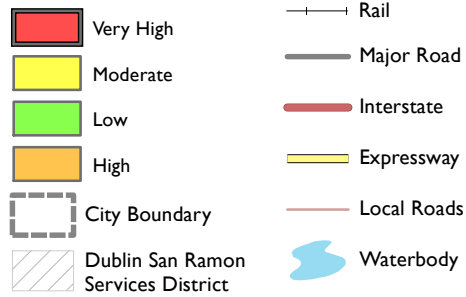 Very High
Moderate
Low
High
City Boundary
Dublin San Ramon
Services District
Rail
Major Road
Interstate
Expressway
Local Roads
Waterbody